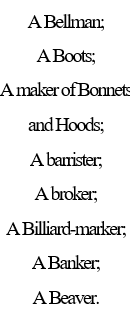 A Bellman;
A Boots;
A maker of Bonnets
and Hoods;
A barrister;
A broker;
A Billiard-marker;
A Banker;
A Beaver.